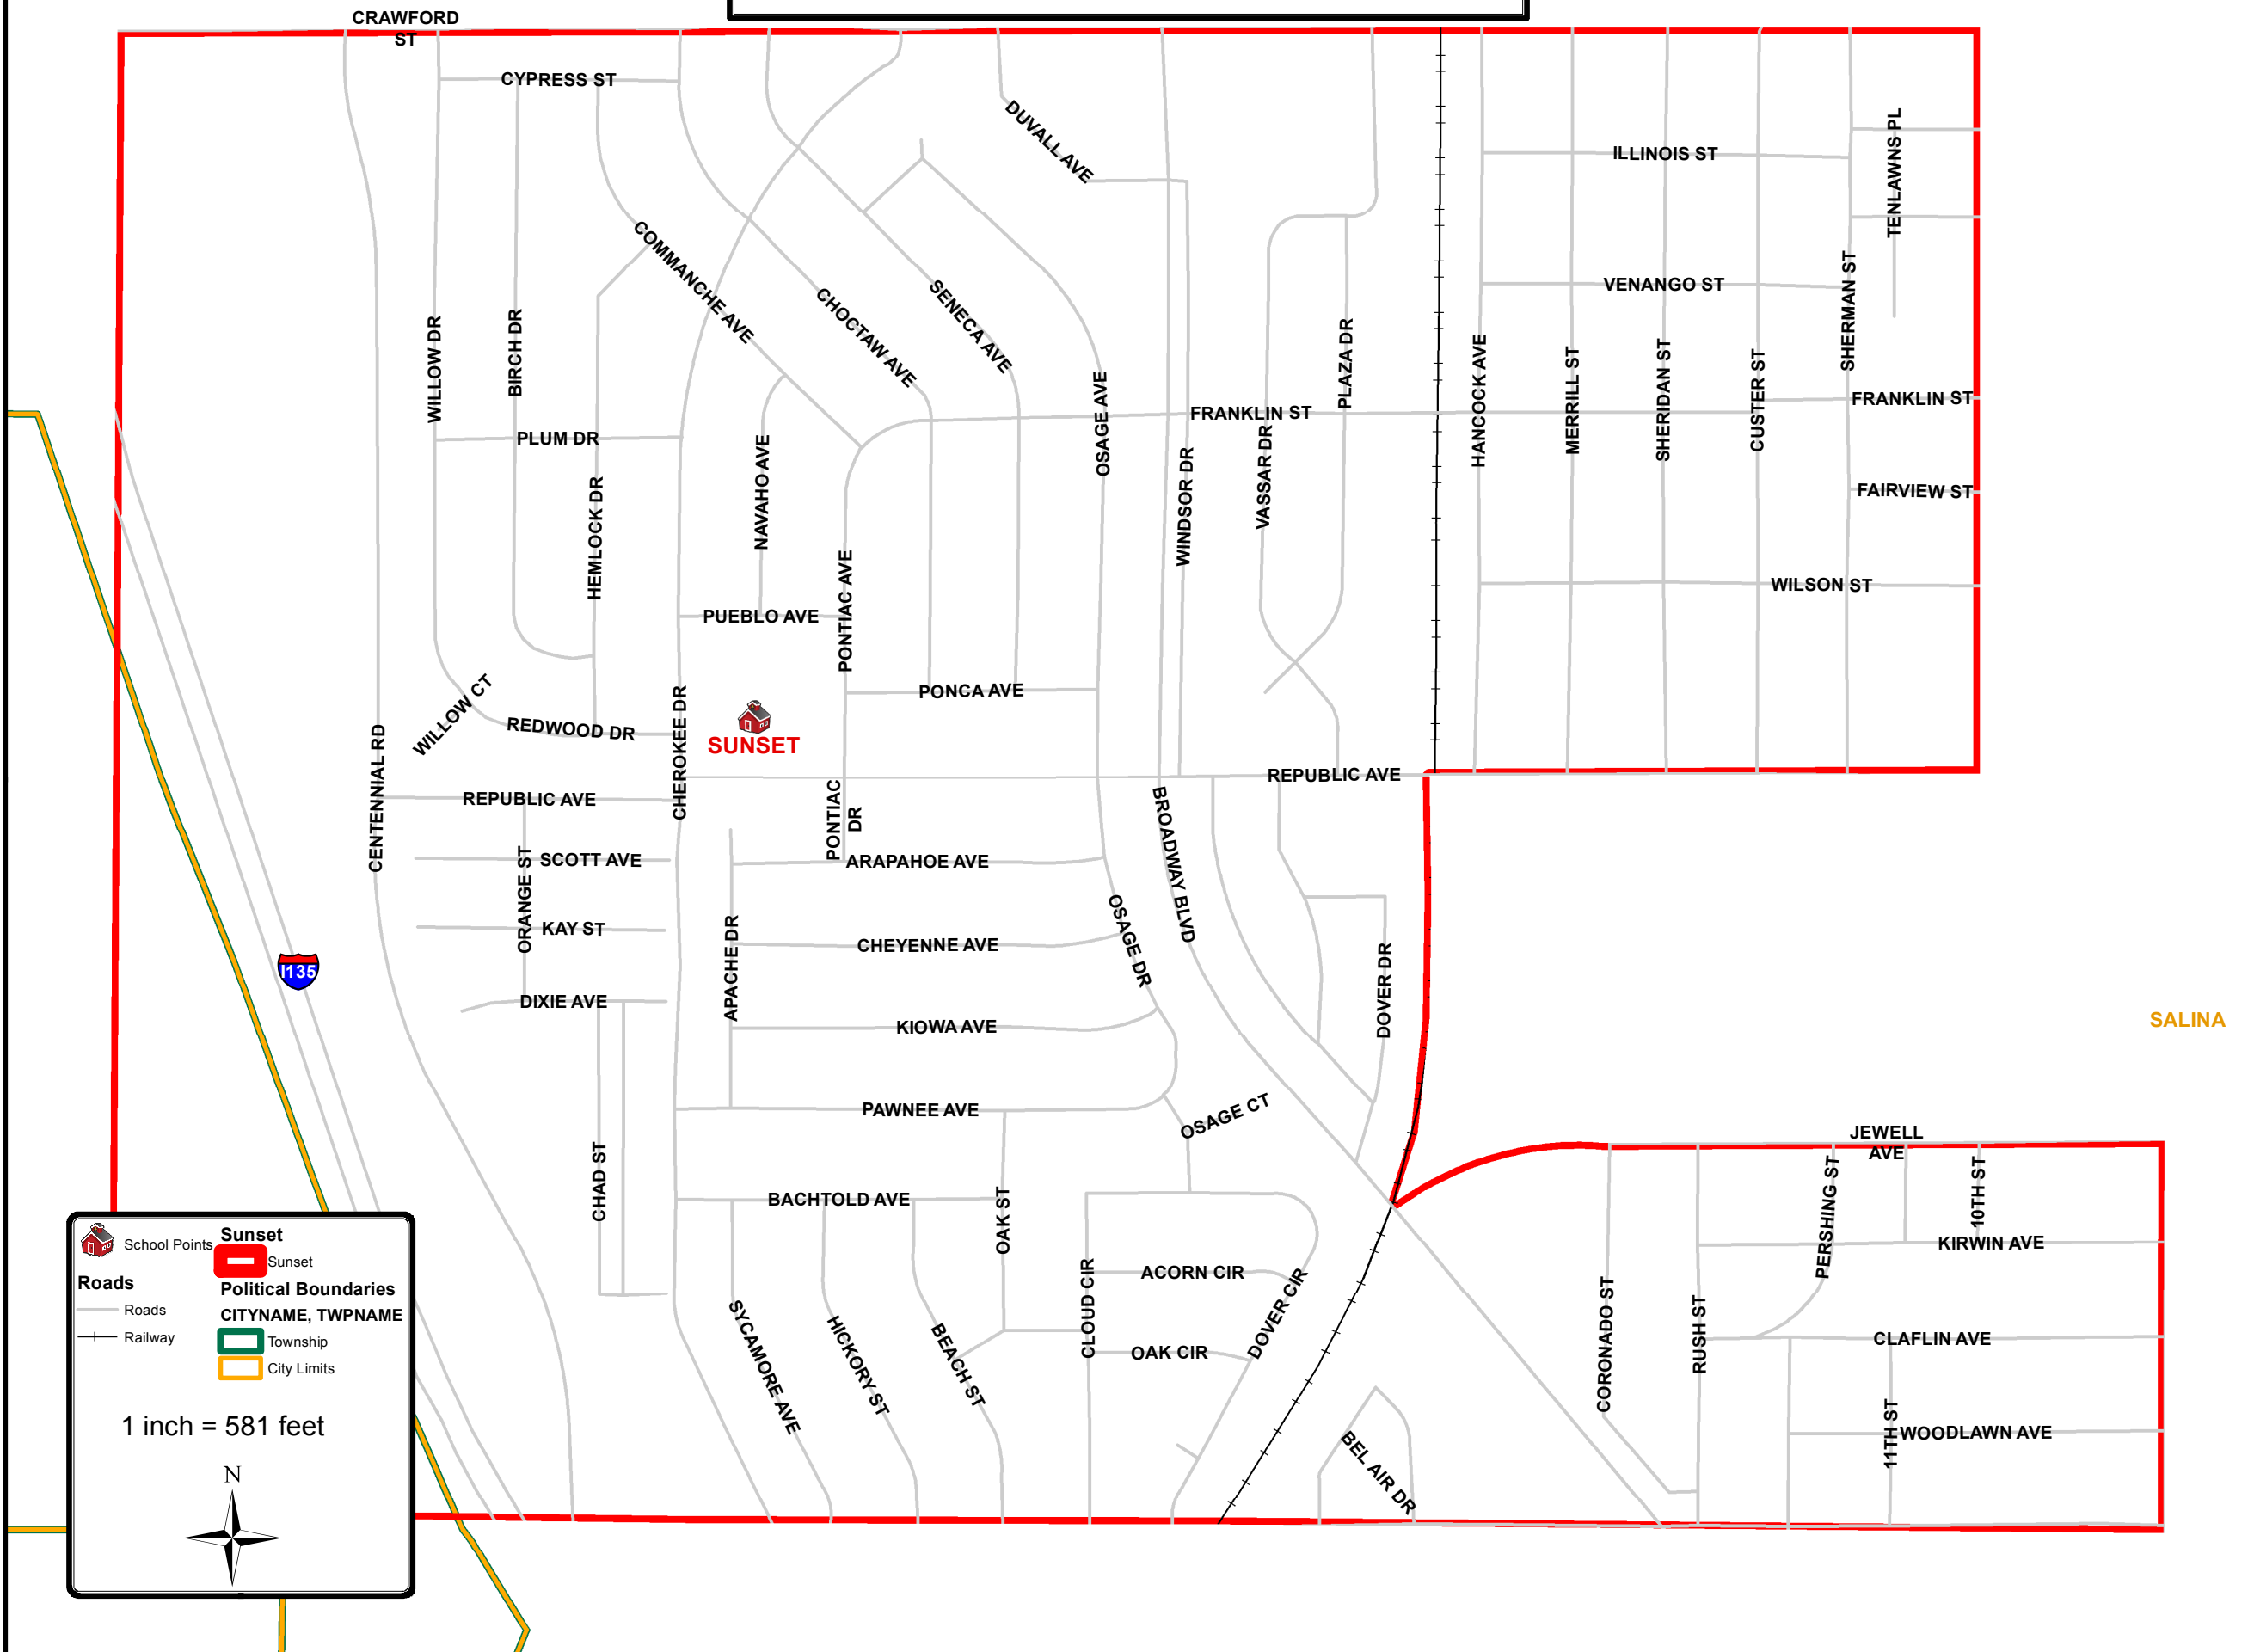 CRAWFORD
ST
CYPRESS ST
DUVALL AVE
ILLINOIS ST
TENLAWNS PL
COMMANCHE AVE
CHOCTAW AVE
SENECA AVE
VENANGO ST
SHERMAN ST
WILLOW DR
BIRCH DR
PLAZA DR
HANCOCK AVE
MERRILL ST
SHERIDAN ST
CUSTER ST
OSAGE AVE
FRANKLIN ST
FRANKLIN ST
PLUM DR
NAVAHO AVE
WINDSOR DR
VASSAR DR
HEMLOCK DR
FAIRVIEW ST
PONTIAC AVE
WILSON ST
PUEBLO AVE
WILLOW CT
REDWOOD DR
CHEROKEE DR
SUNSET
PONCA AVE
CENTENNIAL RD
REPUBLIC AVE
REPUBLIC AVE
PONTIAC
DR
BROADWAY BLVD
ORANGE ST
SCOTT AVE
ARAPAHOE AVE
KAY ST
APACHE DR
CHEYENNE AVE
OSAGE DR
DOVER DR
I135
DIXIE AVE
KIOWA AVE
SALINA
PAWNEE AVE
OSAGE CT
JEWELL
AVE
CHAD ST
BACHTOLD AVE
OAK ST
PERSHING ST
10TH ST
KIRWIN AVE
CLOUD CIR
ACORN CIR
DOVER CIR
CORONADO ST
RUSH ST
SYCAMORE AVE
HICKORY ST
BEACH ST
OAK CIR
CLAFLIN AVE
BEL AIR DR
11TH ST
WOODLAWN AVE
School Points
Sunset
Sunset
Roads
Roads
Railway
Political Boundaries
CITYNAME, TWPNAME
Township
City Limits
1 inch = 581 feet
N